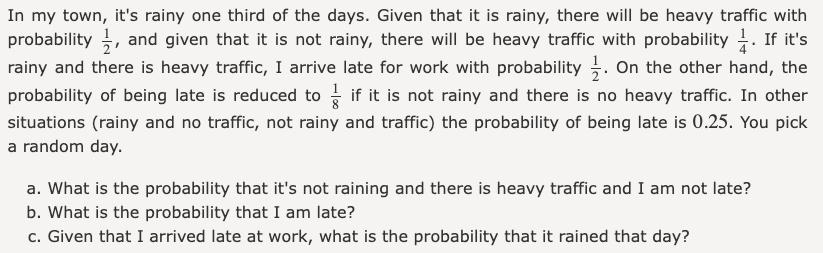 In my town, it's rainy one third of the days. Given that it is rainy, there will be heavy traffic with
probability 1/2, and given that it is not rainy, there will be heavy traffic with probability 1/4. If it's
rainy and there is heavy traffic, I arrive late for work with probability 1/2. On the other hand, the
probability of being late is reduced to 1/8 if it is not rainy and there is no heavy traffic. In other
situations (rainy and no traffic, not rainy and traffic) the probability of being late is 0.25. You pick
a random day.
a. What is the probability that it's not raining and there is heavy traffic and I am not late?
b. What is the probability that I am late?
c. Given that I arrived late at work, what is the probability that it rained that day?